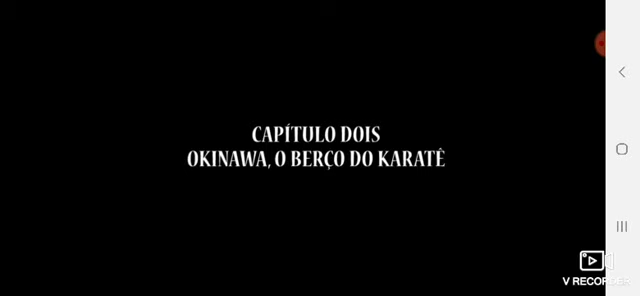 CAPÍTULO DOIS
OKINAWA, O BERÇO DO KARATÊ
V RECORDER